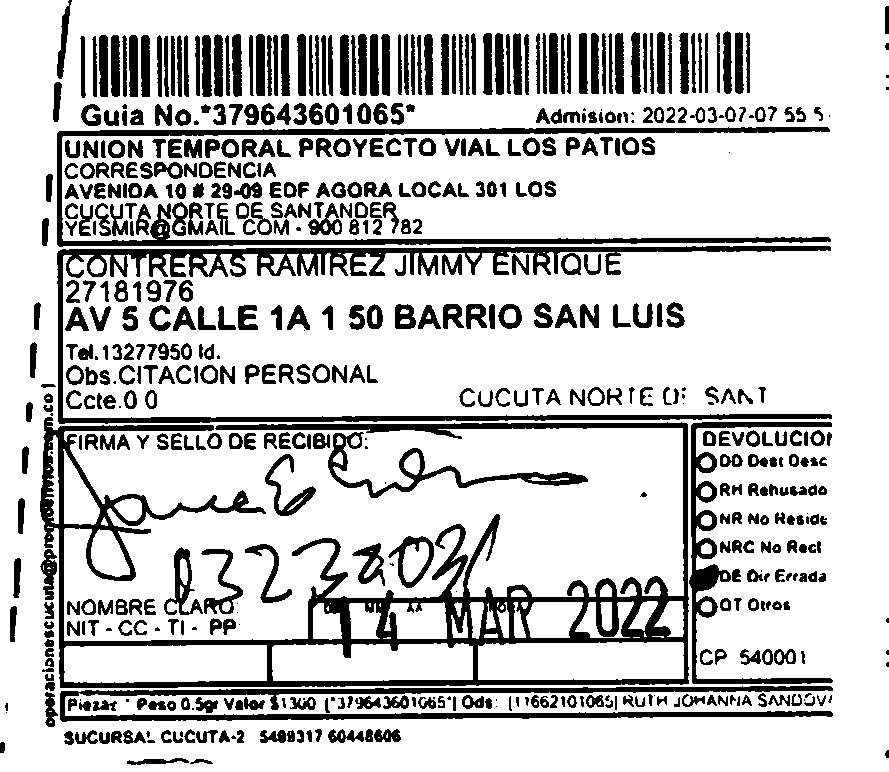 Guia No.*379643601065*
Admision: 2022-03-07-07 55 5
UNION TEMPORAL PROYECTO VIAL LOS PATIOS
CORRESPONDENCIA
AVENIDA 10 # 29-09 EDF AGORA LOCAL 301 LOS
CUCUTA NORTE DE SANTANDER
YEISMIR@GMAIL COM - 900 812 782
CONTRERAS RAMIREZ JIMMY ENRIQUE
27181976
AV 5 CALLE 1A 1 50 BARRIO SAN LUIS
Tel.13277950 Id.
Obs.CITACION PERSONAL
Ccte.0 0
CUCUTA NORTE DE SANT
FIRMA Y SELLO DE RECIBIDO:
NOMBRE CLARO
NIT - CC - TI - PP
14 MAR 2022
DEVOLUCION
DD Dest Desc
RH Rehusado
NR No Reside
NRC No Recl
DE Dir Errada
OT Otros
CP 540001
Piezas * Peso 0.5gr Valor $1300 [*379643601065*] Ods: [11662101065] RUTH JOHANNA SANDOVA
SUCURSAL CUCUTA-2 5499317 60448606